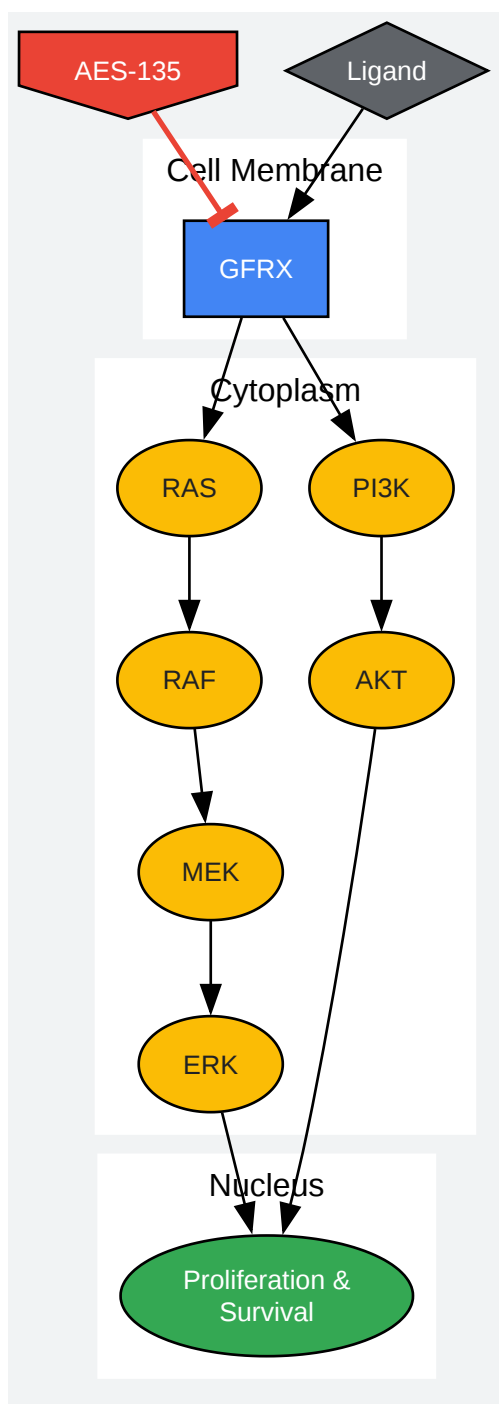 AES-135
Ligand
Cell Membrane
GFRX
Cytoplasm
RAS
PI3K
RAF
AKT
MEK
ERK
Nucleus
Proliferation &
Survival